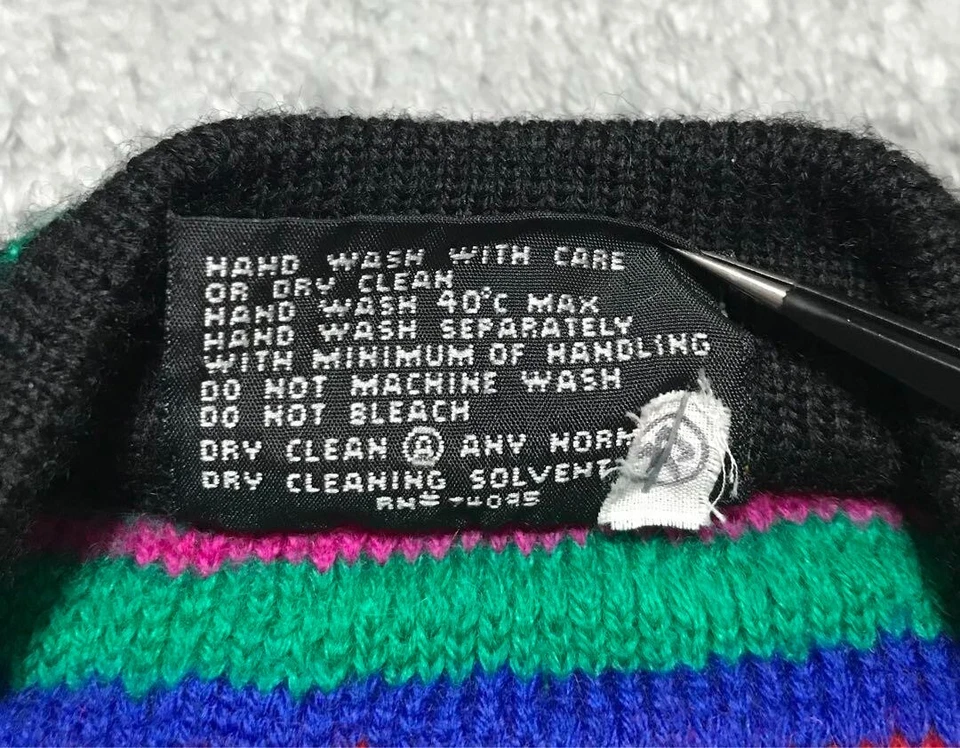 HAND WASH WITH CARE
OR DRY CLEAN
HAND WASH 40°C MAX
HAND WASH SEPARATELY
WITH MINIMUM OF HANDLING
DO NOT MACHINE WASH
DO NOT BLEACH
DRY CLEAN Ⓐ ANY
DRY CLEANING SOLVENT